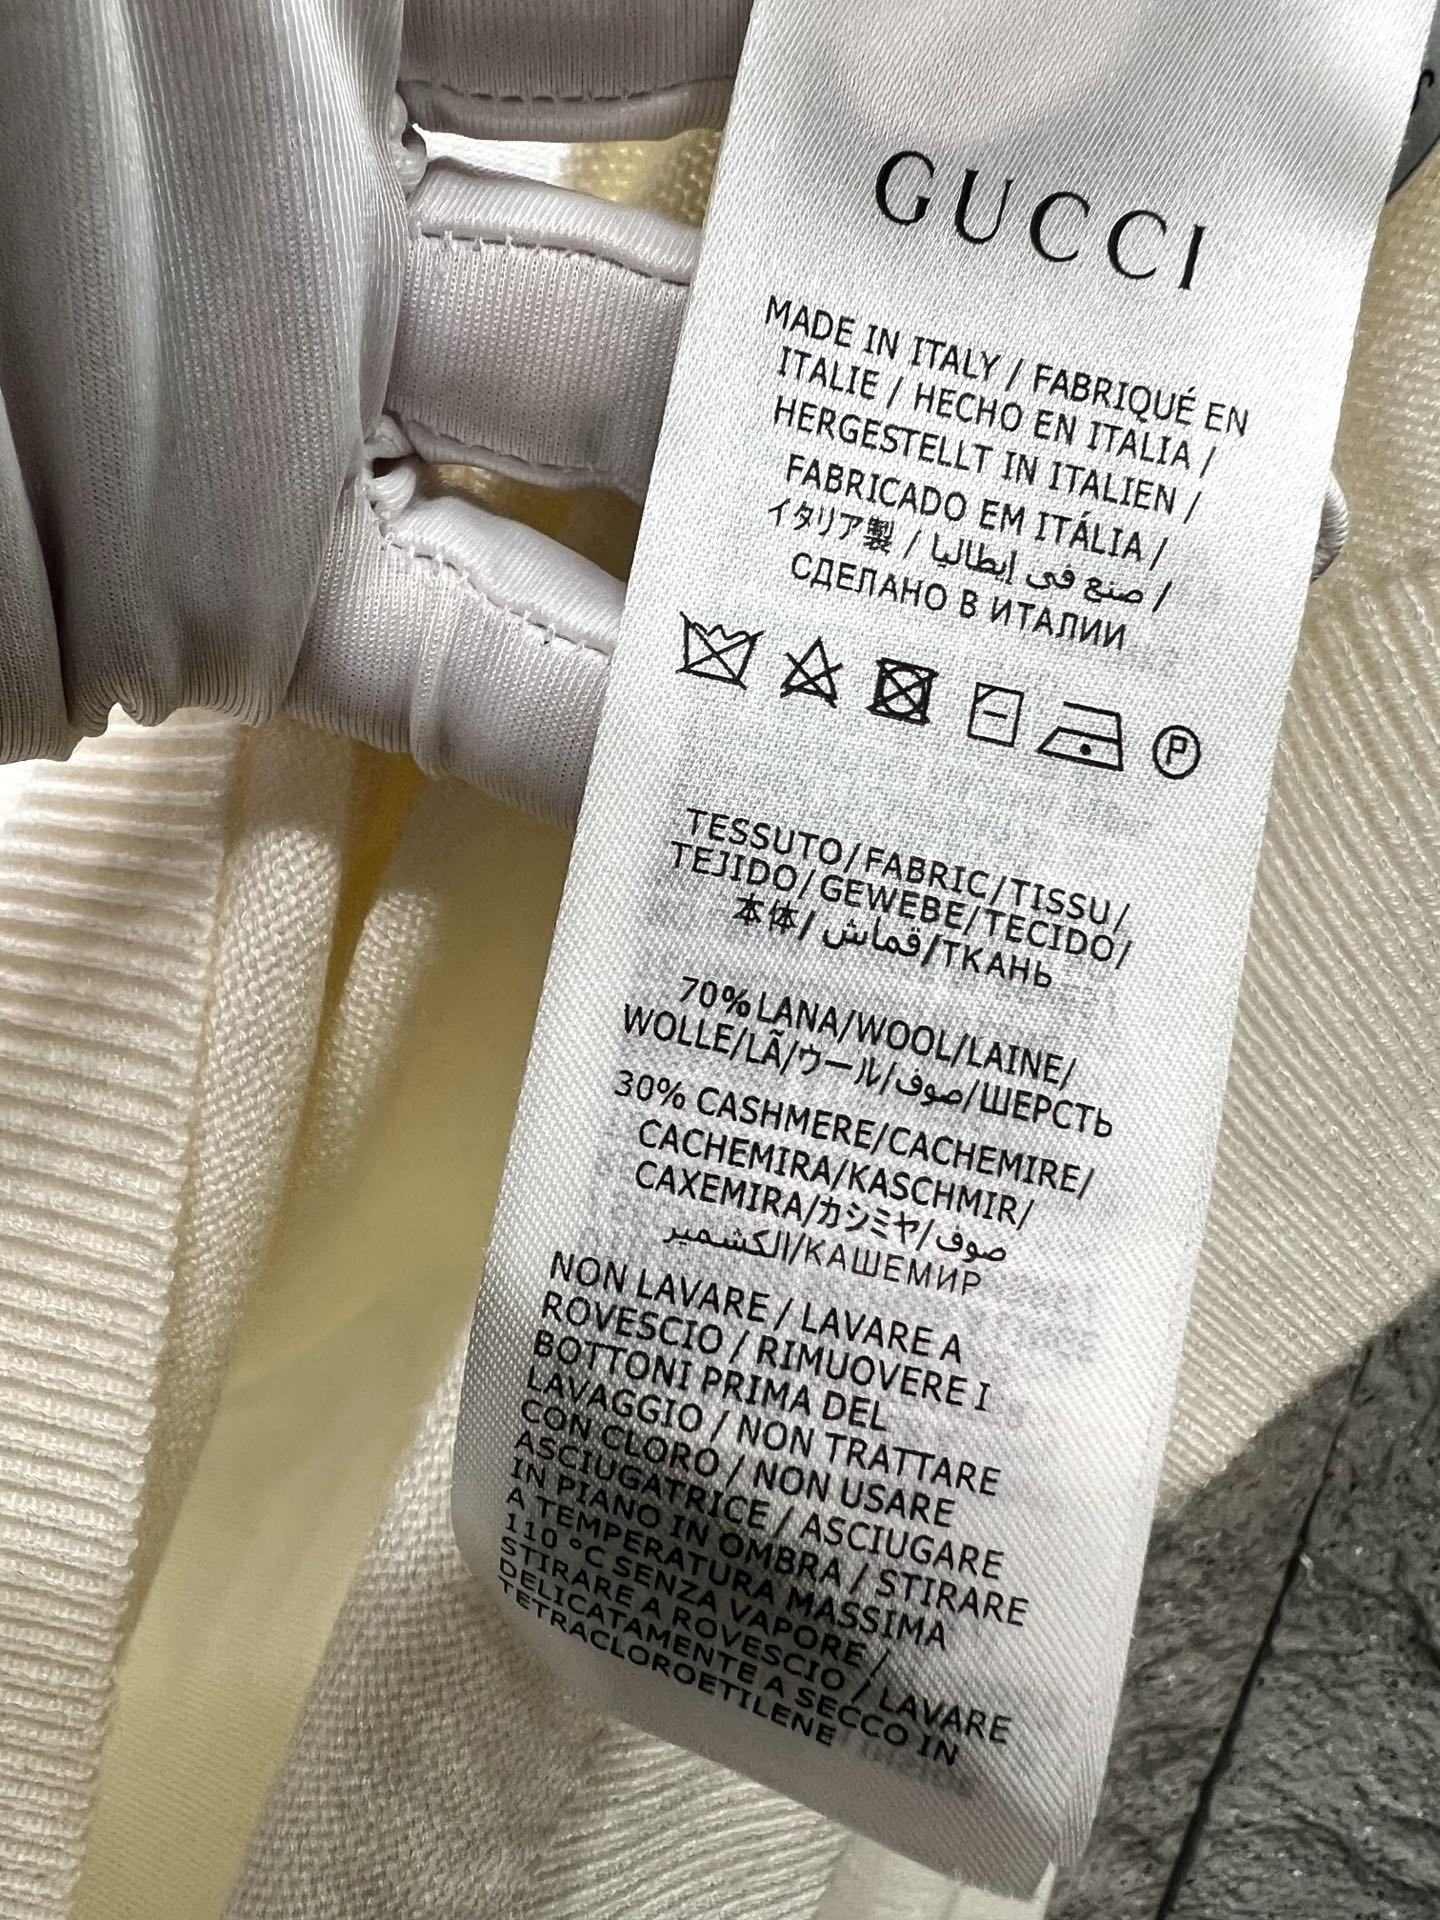 GUCCI
MADE IN ITALY / FABRIQUÉ EN
ITALIE / HECHO EN ITALIA /
HERGESTELLT IN ITALIEN /
FABRICADO EM ITÁLIA /
イタリア製 / صنع في إيطاليا /
СДЕЛАНО В ИТАЛИИ
P
TESSUTO/FABRIC/TISSU/
TEJIDO/GEWEBE/TECIDO/
本体/قماش/ТКАНЬ
70%LANA/WOOL/LAINE/
WOLLE/LÃ/ウール/صوف/ШЕРСТЬ
30% CASHMERE/CACHEMIRE/
CACHEMIRA/KASCHMIR/
CAXEMIRA/カシミヤ/صوف
الكشمير/КАШЕМИР
NON LAVARE / LAVARE A
ROVESCIO / RIMUOVERE I
BOTTONI PRIMA DEL
LAVAGGIO / NON TRATTARE
CON CLORO / NON USARE
ASCIUGATRICE / ASCIUGARE
IN PIANO IN OMBRA / STIRARE
A TEMPERATURA MASSIMA
110 °C SENZA VAPORE /
STIRARE A ROVESCIO / LAVARE
DELICATAMENTE A SECCO IN
TETRACLOROETILENE